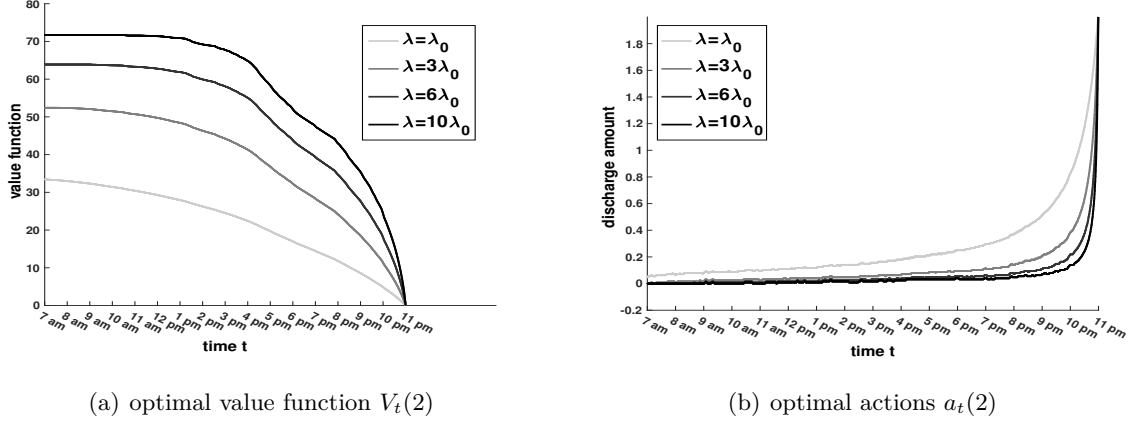 80
70
60
50
40
30
20
10
0
value function
λ=λ0
λ=3λ0
λ=6λ0
λ=10λ0
7 am
8 am
9 am
10 am
11 am
12 pm
1 pm
2 pm
3 pm
4 pm
5 pm
6 pm
7 pm
8 pm
9 pm
10 pm
11 pm
time t
(a) optimal value function Vt(2)
1.8
1.6
1.4
1.2
1
0.8
0.6
0.4
0.2
0
-0.2
discharge amount
λ=λ0
λ=3λ0
λ=6λ0
λ=10λ0
7 am
8 am
9 am
10 am
11 am
12 pm
1 pm
2 pm
3 pm
4 pm
5 pm
6 pm
7 pm
8 pm
9 pm
10 pm
11 pm
time t
(b) optimal actions at(2)